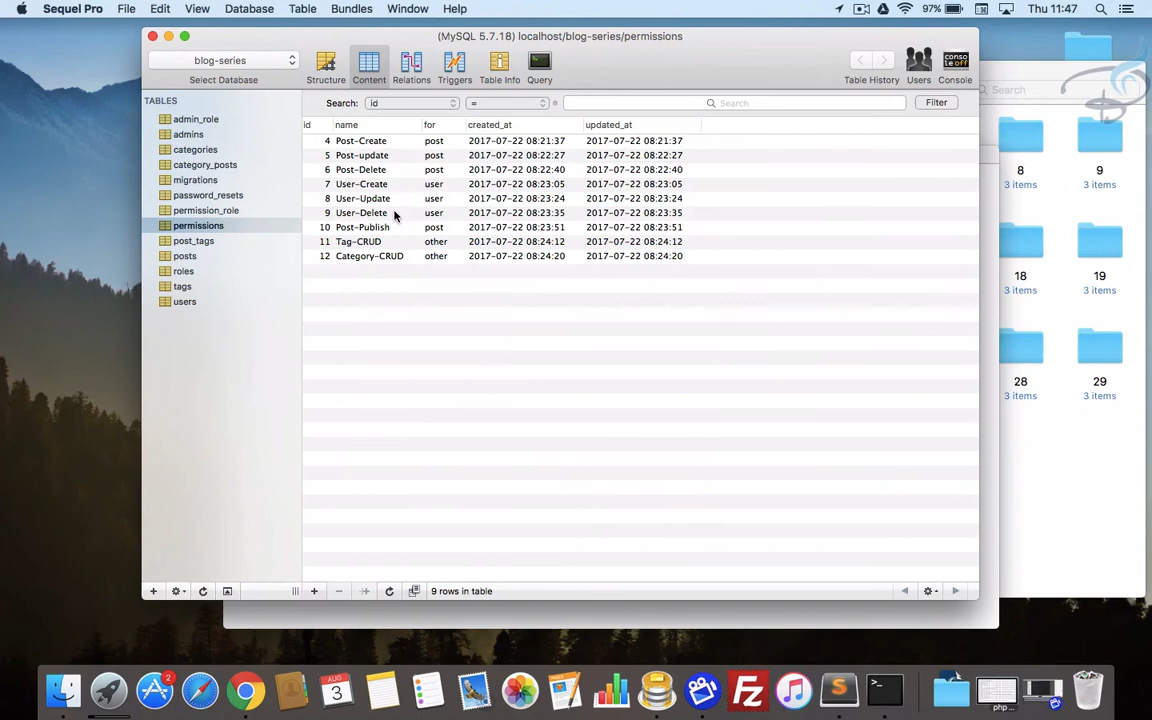 Sequel Pro File Edit View Database Table Bundles Window Help 97% Thu 11:47
(MySQL 5.7.18) localhost/blog-series/permissions
blog-series
Select Database
Structure Content Relations Triggers Table Info Query
Table History Users Console
console off
TABLES
admin_role
admins
categories
category_posts
migrations
password_resets
permission_role
permissions
post_tags
posts
roles
tags
users
Search: id = Search Filter
id name for created_at updated_at
4 Post-Create post 2017-07-22 08:21:37 2017-07-22 08:21:37
5 Post-update post 2017-07-22 08:22:27 2017-07-22 08:22:27
6 Post-Delete post 2017-07-22 08:22:40 2017-07-22 08:22:40
7 User-Create user 2017-07-22 08:23:05 2017-07-22 08:23:05
8 User-Update user 2017-07-22 08:23:24 2017-07-22 08:23:24
9 User-Delete user 2017-07-22 08:23:35 2017-07-22 08:23:35
10 Post-Publish post 2017-07-22 08:23:51 2017-07-22 08:23:51
11 Tag-CRUD other 2017-07-22 08:24:12 2017-07-22 08:24:12
12 Category-CRUD other 2017-07-22 08:24:20 2017-07-22 08:24:20
9 rows in table
Search
8 9
3 items 3 items
18 19
3 items 3 items
28 29
3 items 3 items
2
AUG
3
Fz
S
>_
php...